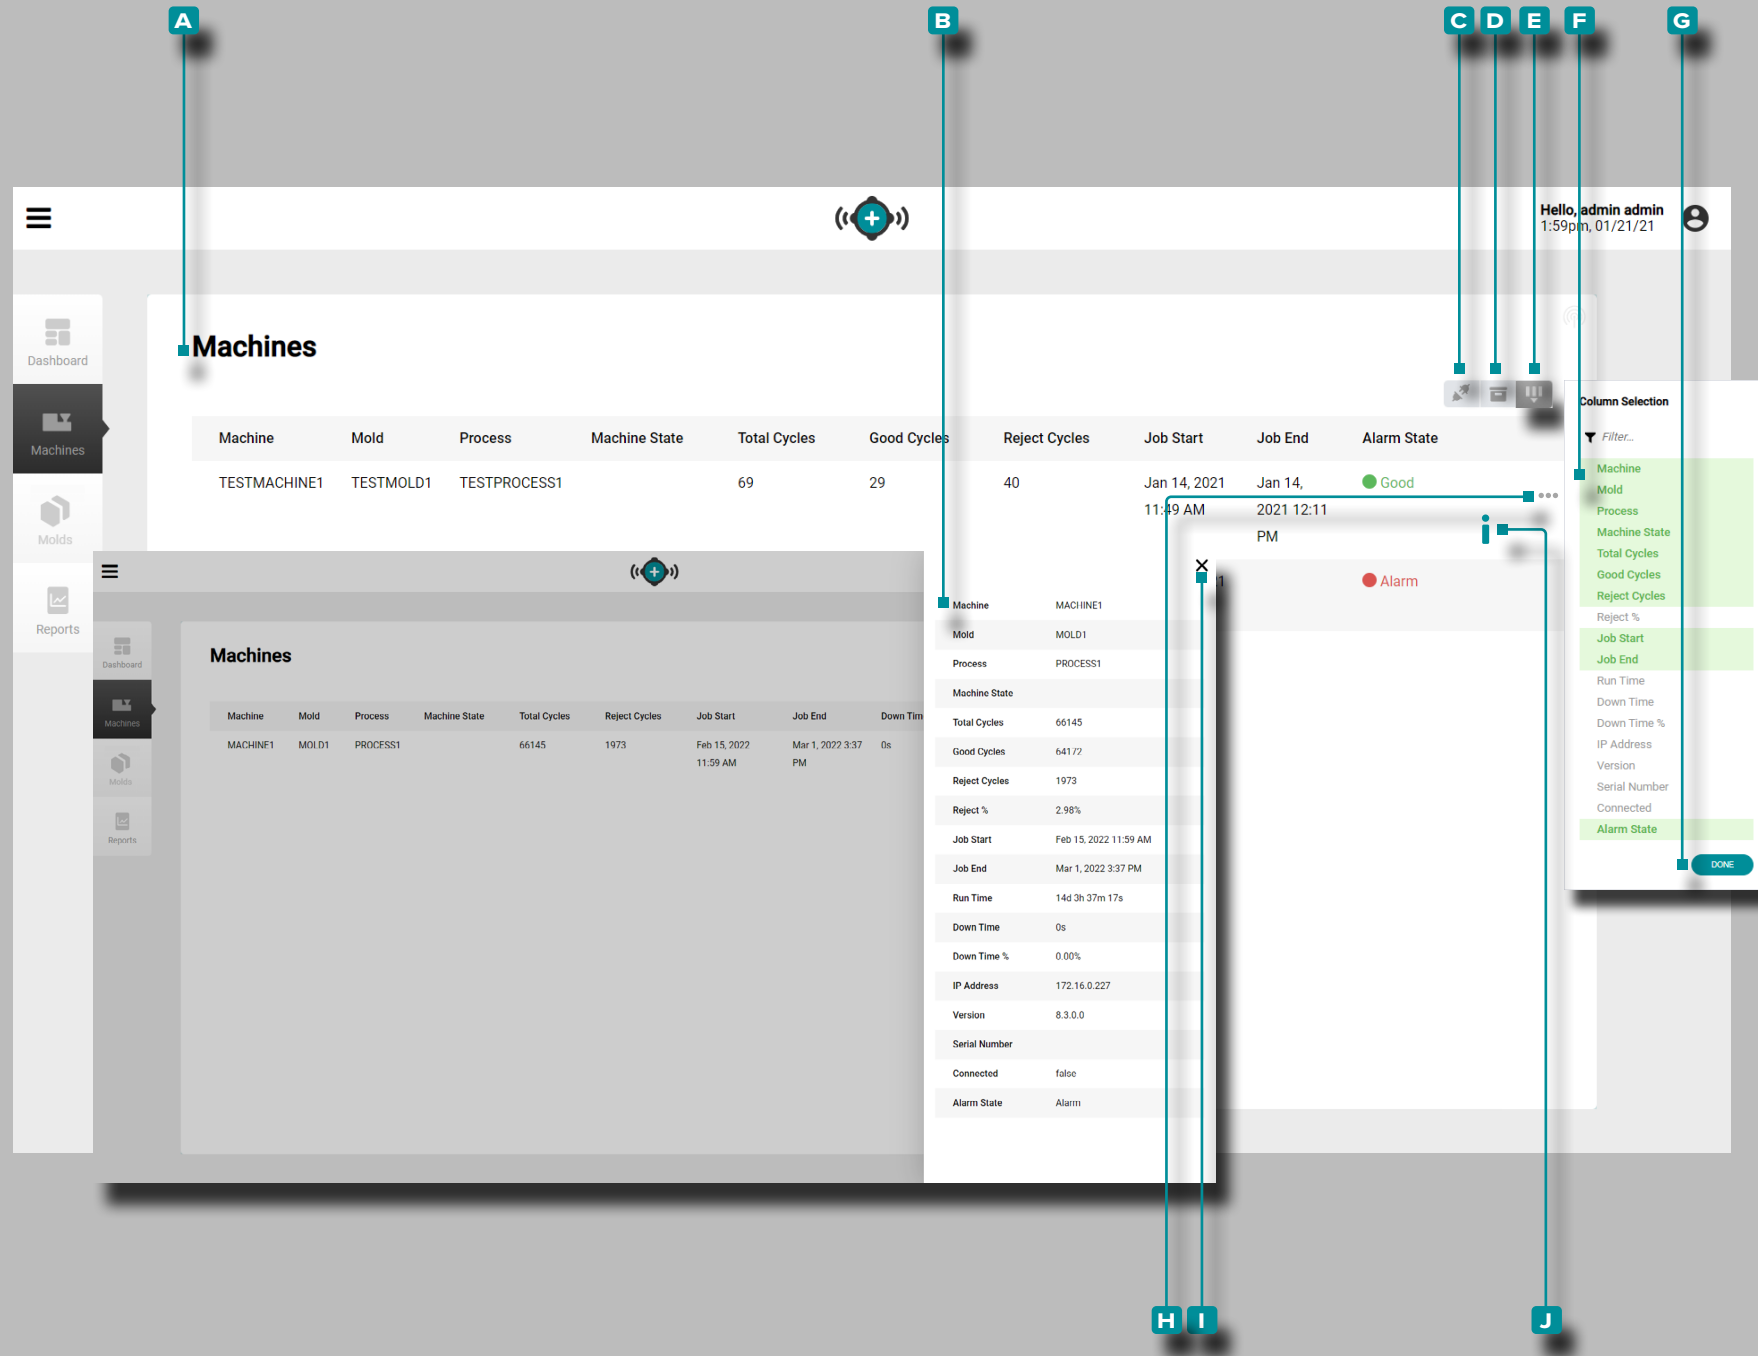 A B C D E F G
Hello, admin admin
1:59pm, 01/21/21
Dashboard
Machines
Molds
Reports
Machines
Machine Mold Process Machine State Total Cycles Good Cycles Reject Cycles Job Start Job End Alarm State
TESTMACHINE1 TESTMOLD1 TESTPROCESS1 69 29 40 Jan 14, 2021 Jan 14, Good
11:49 AM 2021 12:11
PM
Alarm
Column Selection
Filter...
Machine
Mold
Process
Machine State
Total Cycles
Good Cycles
Reject Cycles
Reject %
Job Start
Job End
Run Time
Down Time
Down Time %
IP Address
Version
Serial Number
Connected
Alarm State
DONE
Dashboard
Machines
Molds
Reports
Machines
Machine Mold Process Machine State Total Cycles Reject Cycles Job Start Job End Down Tim
MACHINE1 MOLD1 PROCESS1 66145 1973 Feb 15, 2022 Mar 1, 2022 3:37 0s
11:59 AM PM
Machine MACHINE1
Mold MOLD1
Process PROCESS1
Machine State
Total Cycles 66145
Good Cycles 64172
Reject Cycles 1973
Reject % 2.98%
Job Start Feb 15, 2022 11:59 AM
Job End Mar 1, 2022 3:37 PM
Run Time 14d 3h 37m 17s
Down Time 0s
Down Time % 0.00%
IP Address 172.16.0.227
Version 8.3.0.0
Serial Number
Connected false
Alarm State Alarm
H I J